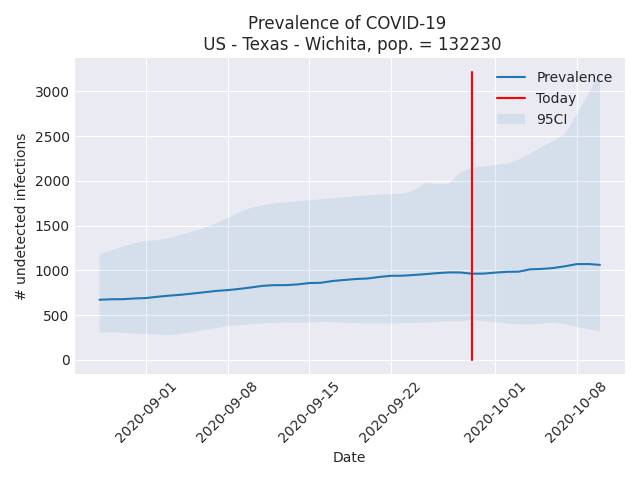 Prevalence of COVID-19
US - Texas - Wichita, pop. = 132230
Prevalence
Today
95CI
# undetected infections
3000
2500
2000
1500
1000
500
0
2020-09-01
2020-09-08
2020-09-15
2020-09-22
2020-10-01
2020-10-08
Date